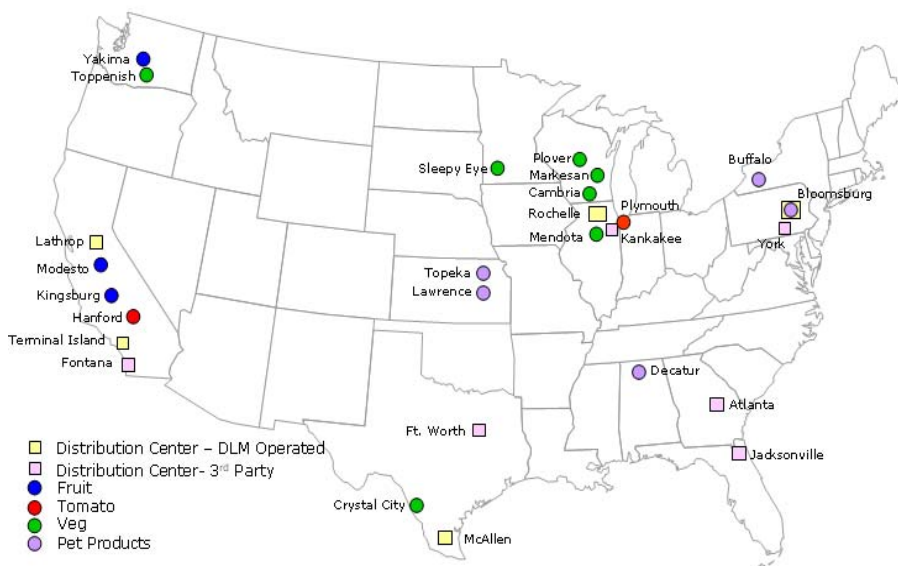 Yakima
Toppenish
Sleepy Eye
Plover
Markesan
Cambria
Rochelle
Plymouth
Mendota
Kankakee
Buffalo
Bloomsburg
York
Lathrop
Modesto
Kingsburg
Hanford
Terminal Island
Fontana
Topeka
Lawrence
Decatur
Atlanta
Ft. Worth
Jacksonville
Crystal City
McAllen
Distribution Center – DLM Operated
Distribution Center- 3rd Party
Fruit
Tomato
Veg
Pet Products